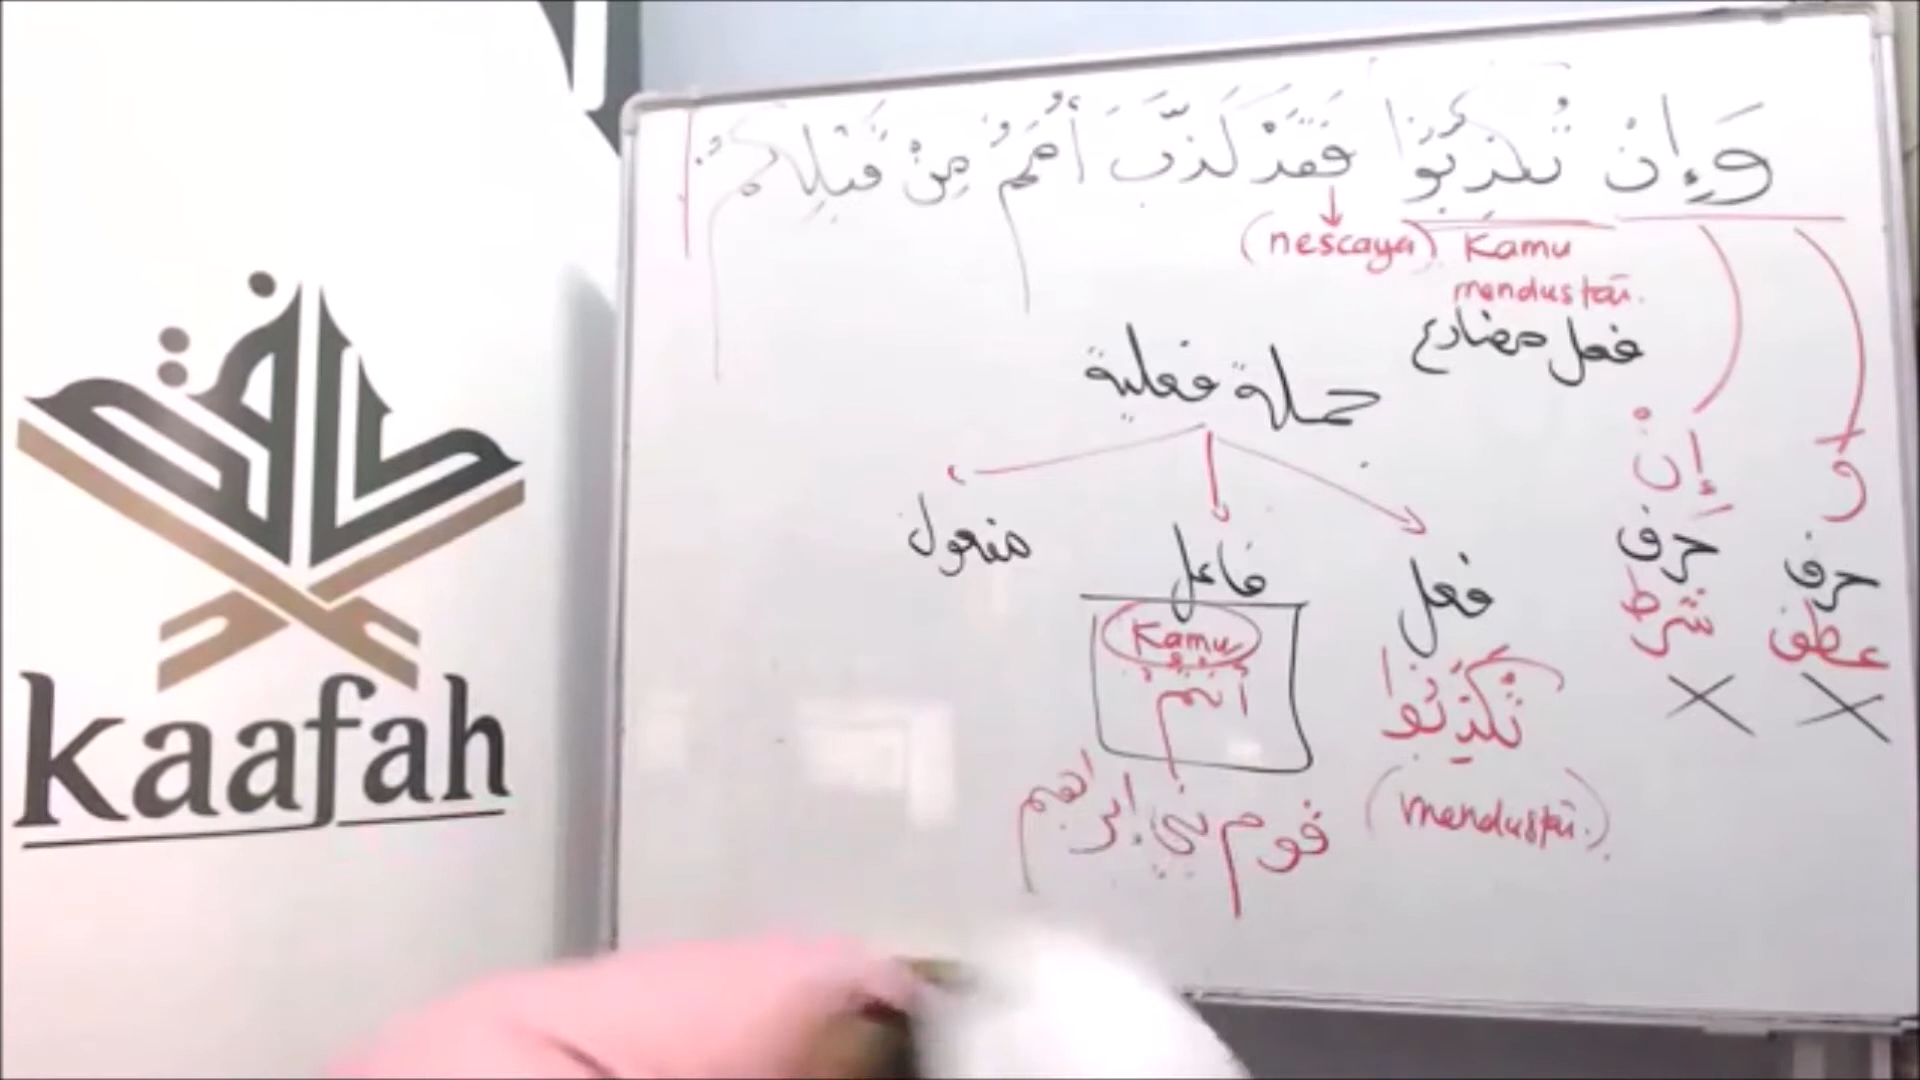 وَإِنْ تُكَذِّبُوا فَقَدْ كَذَّبَ أُمَمٌ مِنْ قَبْلِكُمْ
(nescaya) Kamu
mendustai.
فعل مضارع
جملة فعلية
و إِنْ
فعل فاعل مفعول
حرف حرف
عطف شرط
X X
Kamu
تُكَذِّبُوا أَنْتُمْ
(mendustai.)
قوم نبي إبراهيم
كافة
kaafah